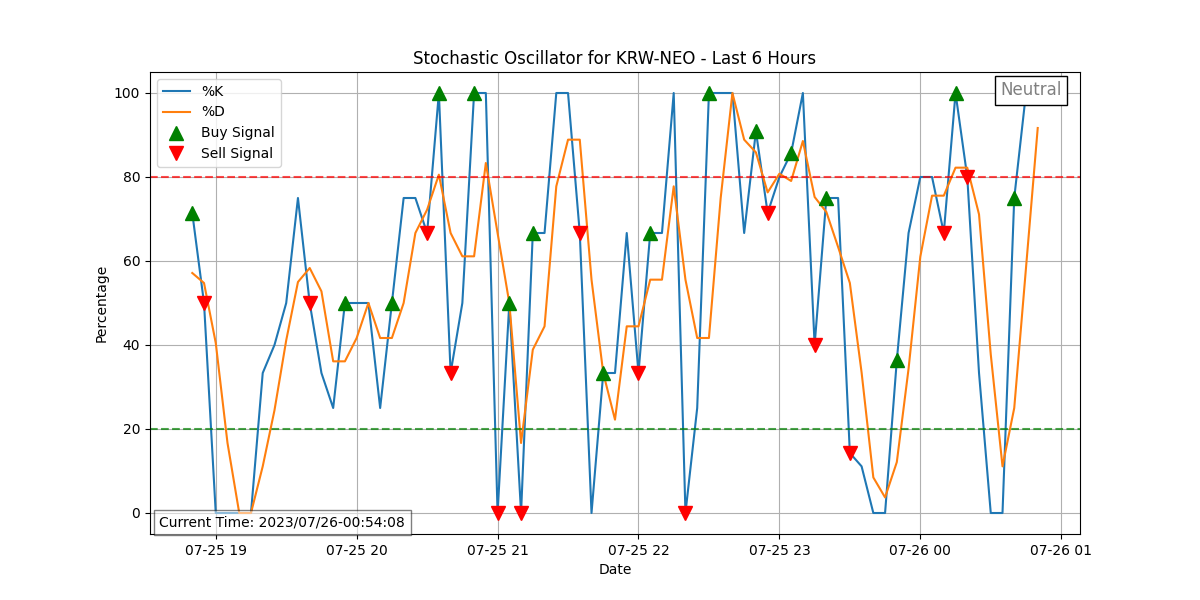 Stochastic Oscillator for KRW-NEO - Last 6 Hours
%K
%D
Buy Signal
Sell Signal
Neutral
100
80
60
40
20
0
Percentage
Current Time: 2023/07/26-00:54:08
07-25 19
07-25 20
07-25 21
07-25 22
07-25 23
07-26 00
07-26 01
Date